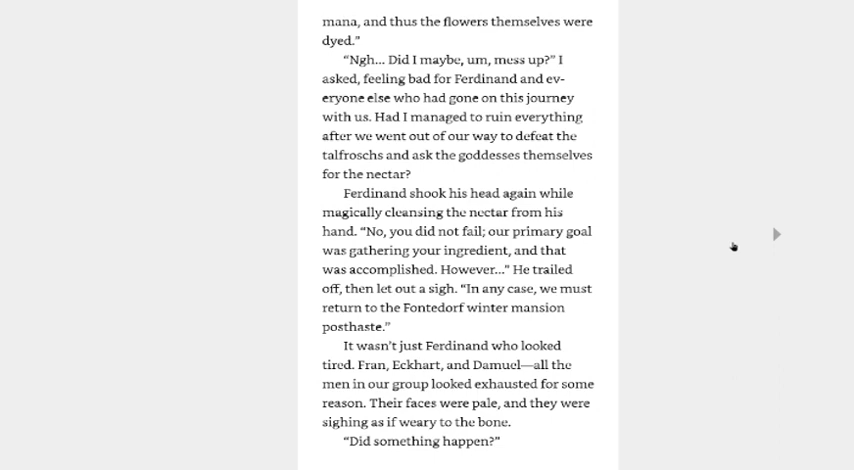 mana, and thus the flowers themselves were
dyed.”
“Ngh... Did I maybe, um, mess up?” I
asked, feeling bad for Ferdinand and ev-
eryone else who had gone on this journey
with us. Had I managed to ruin everything
after we went out of our way to defeat the
talfroschs and ask the goddesses themselves
for the nectar?
Ferdinand shook his head again while
magically cleansing the nectar from his
hand. “No, you did not fail; our primary goal
was gathering your ingredient, and that
was accomplished. However...” He trailed
off, then let out a sigh. “In any case, we must
return to the Fontedorf winter mansion
posthaste.”
It wasn’t just Ferdinand who looked
tired. Fran, Eckhart, and Damuel—all the
men in our group looked exhausted for some
reason. Their faces were pale, and they were
sighing as if weary to the bone.
“Did something happen?”